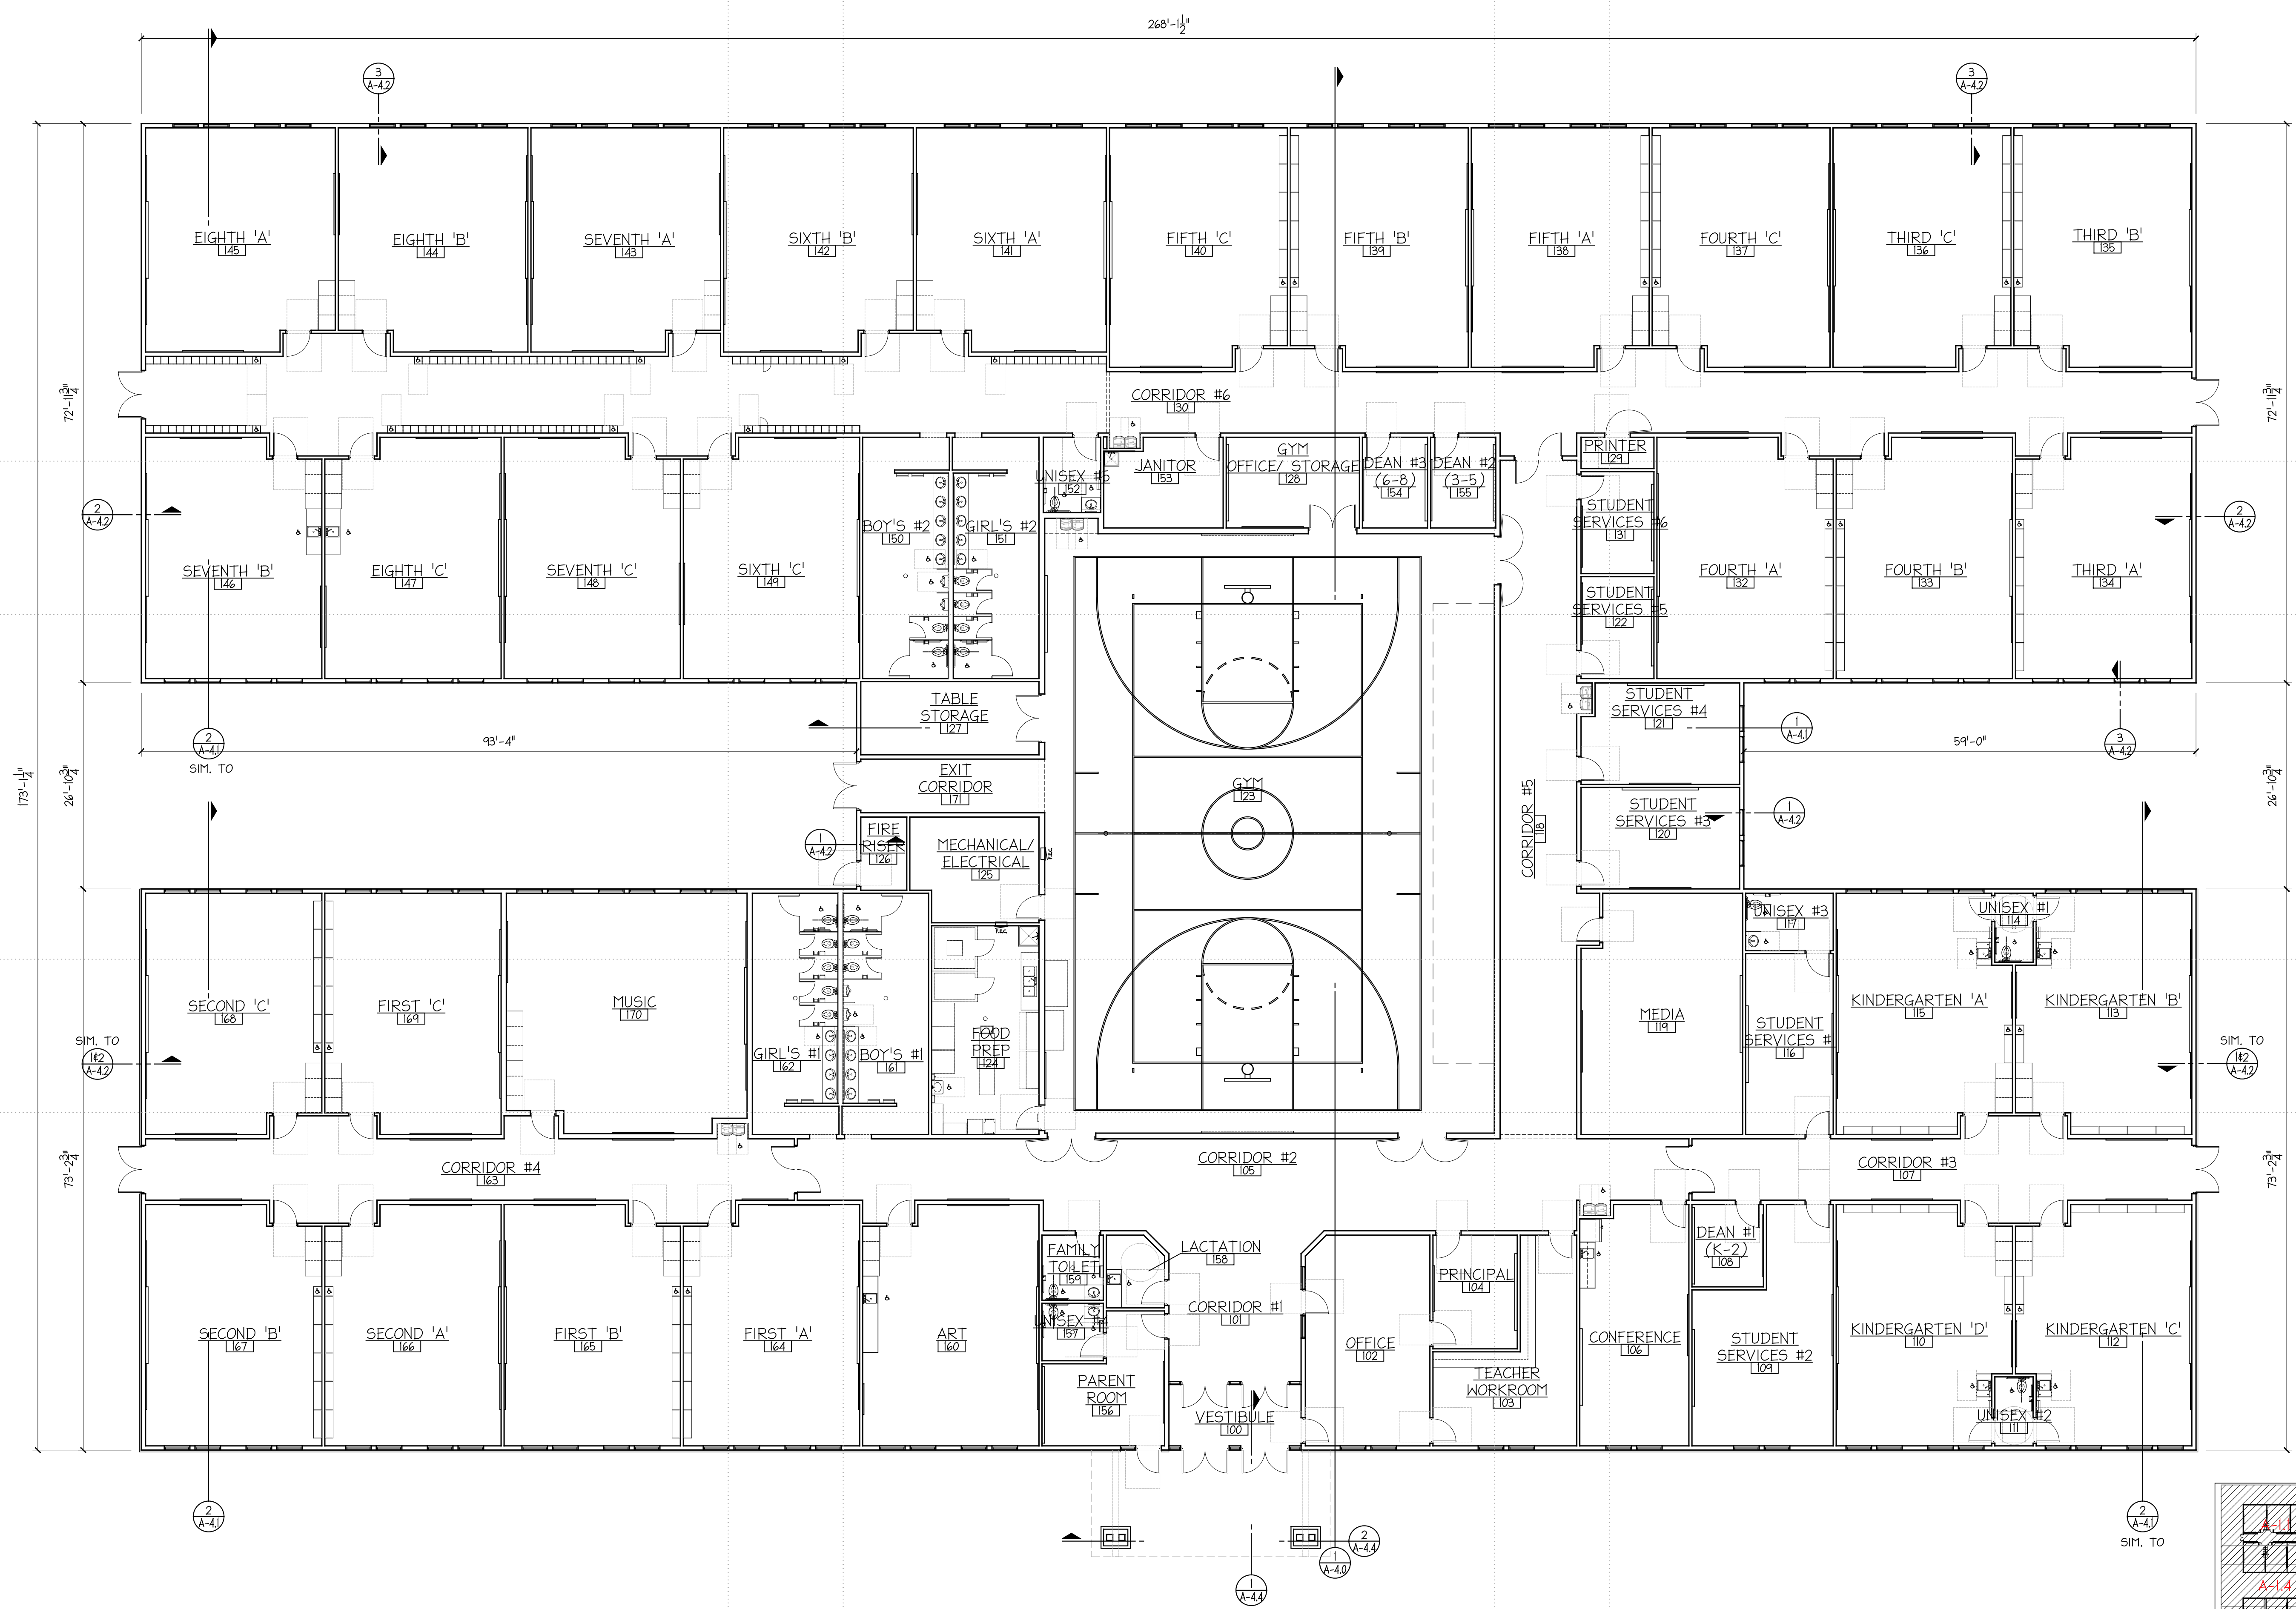 268'-1 1/2"
3
A-4.2
3
A-4.2
EIGHTH 'A'
145
EIGHTH 'B'
144
SEVENTH 'A'
143
SIXTH 'B'
142
SIXTH 'A'
141
FIFTH 'C'
140
FIFTH 'B'
139
FIFTH 'A'
138
FOURTH 'C'
137
THIRD 'C'
136
THIRD 'B'
135
72'-11 3/4"
72'-11 3/4"
CORRIDOR #6
130
2
A-4.2
SEVENTH 'B'
146
EIGHTH 'C'
147
SEVENTH 'C'
148
SIXTH 'C'
149
BOY'S #2
150
GIRL'S #2
151
UNISEX #5
152
JANITOR
153
GYM
OFFICE/ STORAGE
128
DEAN #3
(6-8)
154
DEAN #2
(3-5)
155
PRINTER
129
STUDENT
SERVICES #6
131
STUDENT
SERVICES #5
122
FOURTH 'A'
132
FOURTH 'B'
133
THIRD 'A'
134
2
A-4.2
TABLE
STORAGE
127
STUDENT
SERVICES #4
121
1
A-4.1
2
A-4.1
SIM. TO
93'-4"
59'-0"
3
A-4.2
173'-1 1/4"
26'-10 3/4"
26'-10 3/4"
EXIT
CORRIDOR
171
GYM
123
CORRIDOR #5
118
STUDENT
SERVICES #3
120
1
A-4.2
1
A-4.2
FIRE
RISER
126
MECHANICAL/
ELECTRICAL
125
SECOND 'C'
168
FIRST 'C'
169
MUSIC
170
GIRL'S #1
162
BOY'S #1
161
FOOD
PREP
124
MEDIA
119
UNISEX #3
117
STUDENT
SERVICES #
116
UNISEX #1
114
KINDERGARTEN 'A'
115
KINDERGARTEN 'B'
113
SIM. TO
1&2
A-4.2
SIM. TO
1&2
A-4.2
73'-2 3/4"
73'-2 3/4"
CORRIDOR #4
163
CORRIDOR #2
105
CORRIDOR #3
107
SECOND 'B'
167
SECOND 'A'
166
FIRST 'B'
165
FIRST 'A'
164
ART
160
FAMILY
TOILET
159
LACTATION
158
UNISEX #4
157
PARENT
ROOM
156
CORRIDOR #1
101
VESTIBULE
100
OFFICE
102
PRINCIPAL
104
TEACHER
WORKROOM
103
CONFERENCE
106
DEAN #1
(K-2)
108
STUDENT
SERVICES #2
109
KINDERGARTEN 'D'
110
KINDERGARTEN 'C'
112
UNISEX #2
111
2
A-4.1
2
A-4.4
1
A-4.0
1
A-4.4
2
A-4.1
SIM. TO
A-1.1
A-1.4